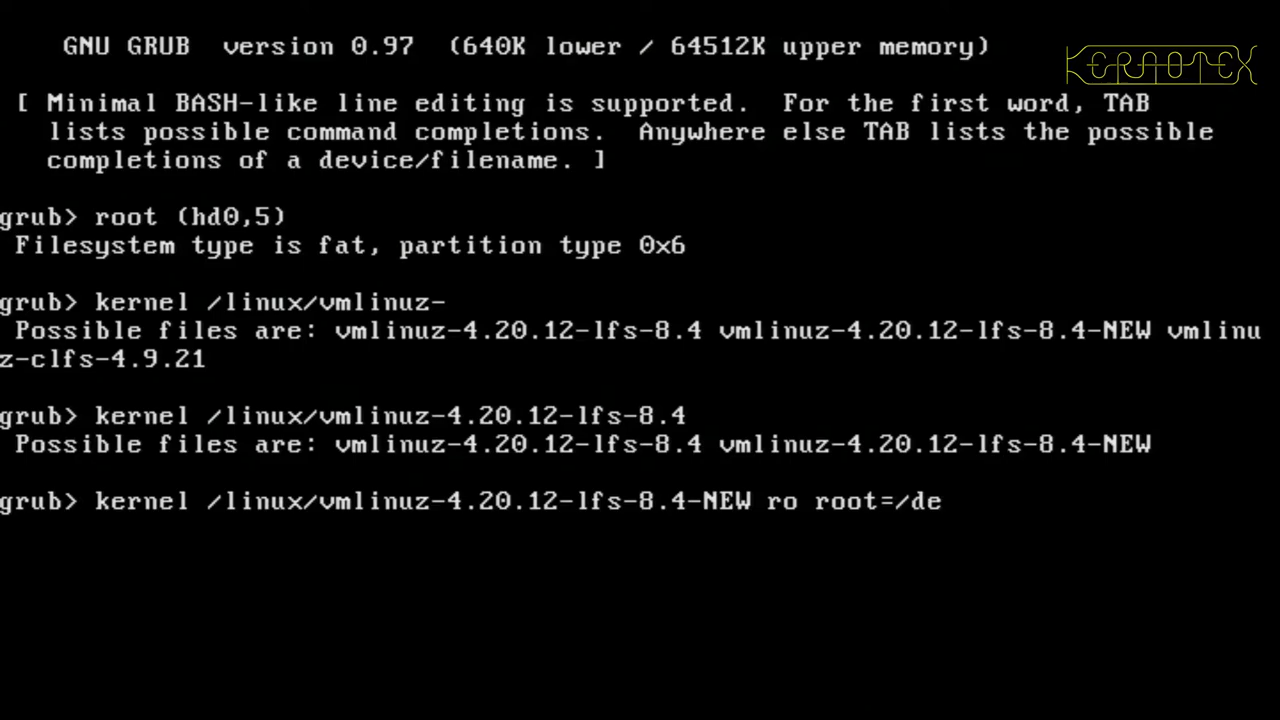 GNU GRUB version 0.97 (640K lower / 64512K upper memory)
KERNOTEX
[ Minimal BASH-like line editing is supported. For the first word, TAB
lists possible command completions. Anywhere else TAB lists the possible
completions of a device/filename. ]
grub> root (hd0,5)
Filesystem type is fat, partition type 0x6
grub> kernel /linux/vmlinuz-
Possible files are: vmlinuz-4.20.12-lfs-8.4 vmlinuz-4.20.12-lfs-8.4-NEW vmlinu
z-clfs-4.9.21
grub> kernel /linux/vmlinuz-4.20.12-lfs-8.4
Possible files are: vmlinuz-4.20.12-lfs-8.4 vmlinuz-4.20.12-lfs-8.4-NEW
grub> kernel /linux/vmlinuz-4.20.12-lfs-8.4-NEW ro root=/de